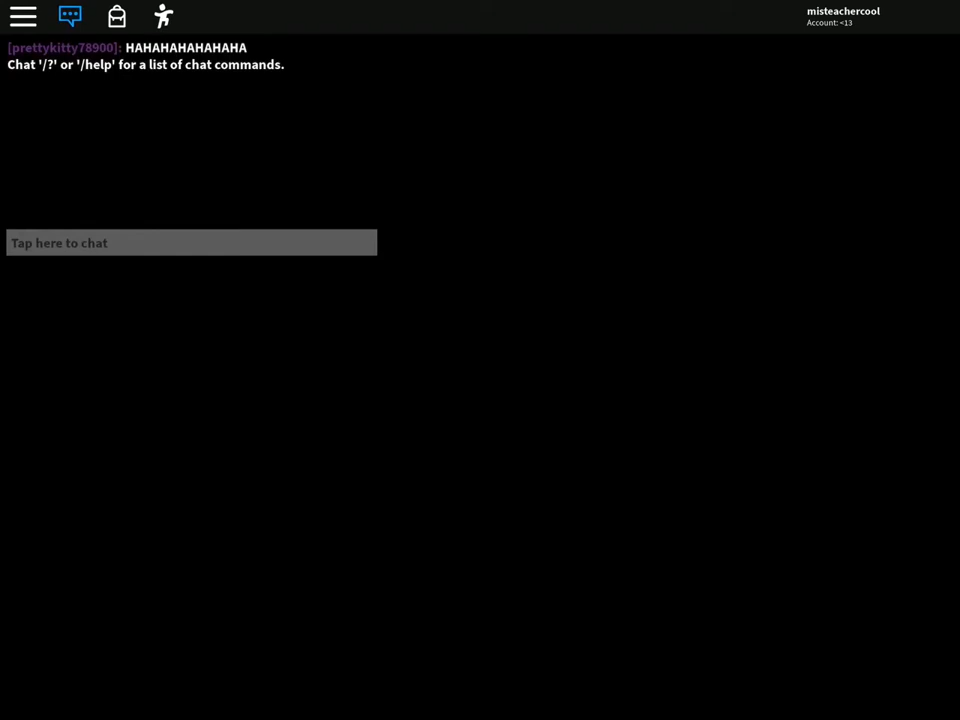 misteachercool
Account: <13
[prettykitty78900]: HAHAHAHAHAHAHA
Chat '/?' or '/help' for a list of chat commands.
Tap here to chat